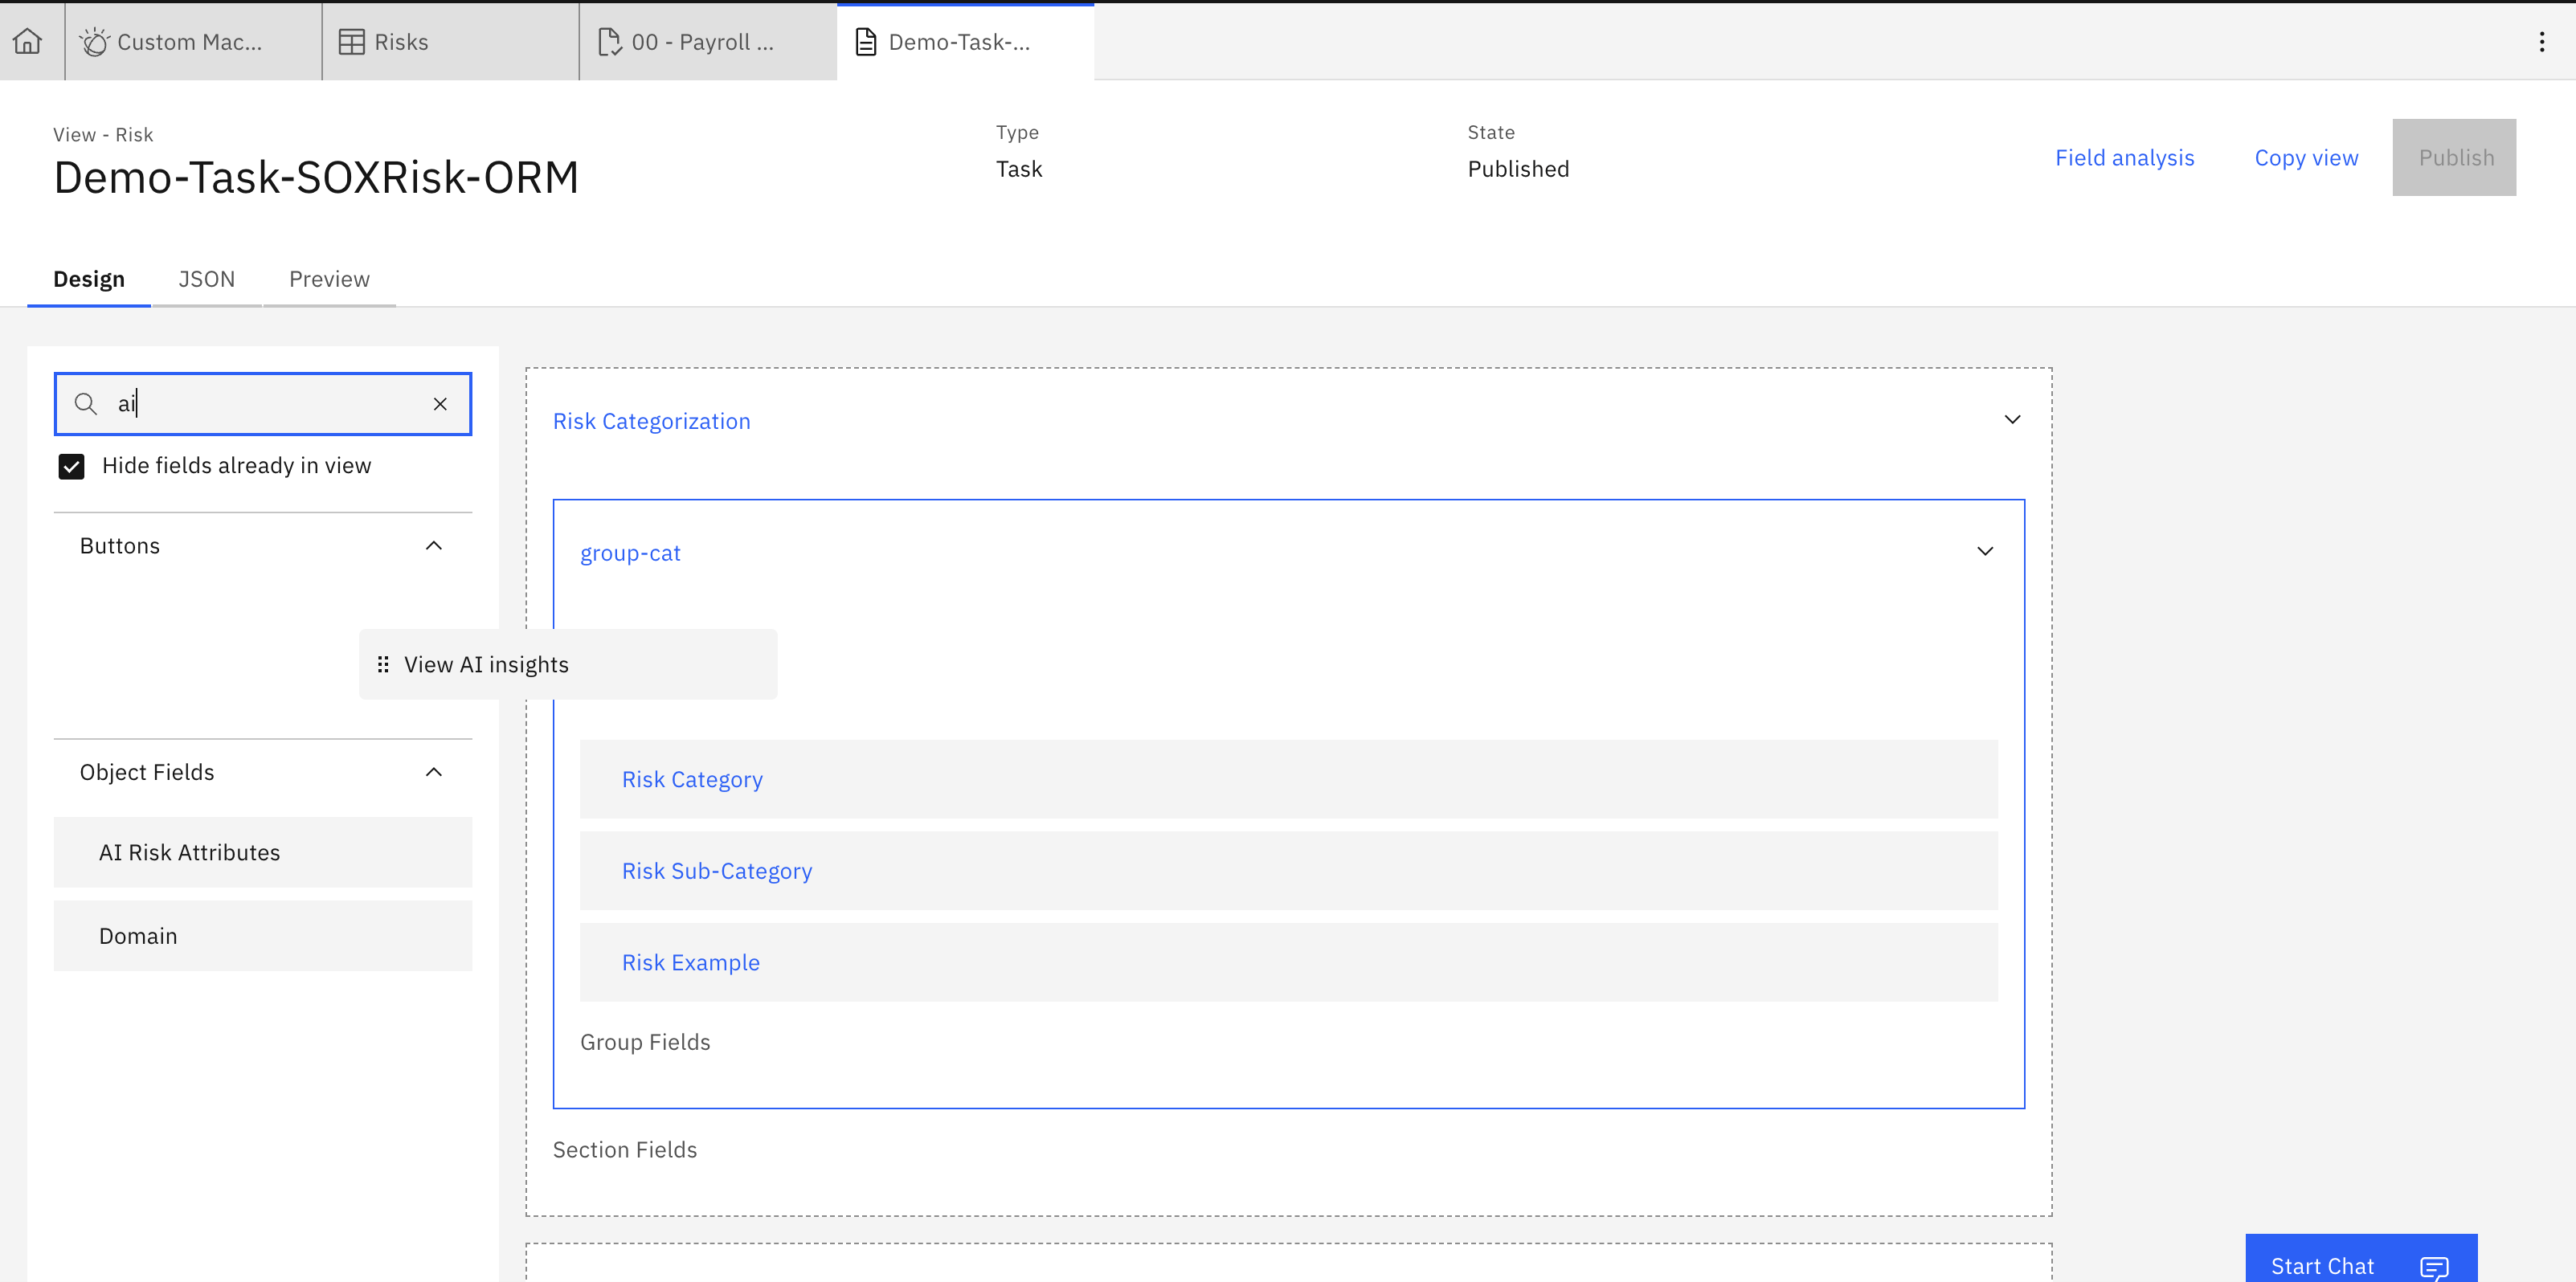 Custom Mac...
Risks
00 - Payroll ...
Demo-Task-...
View - Risk
Demo-Task-SOXRisk-ORM
Type
Task
State
Published
Field analysis
Copy view
Publish
Design
JSON
Preview
ai
Hide fields already in view
Buttons
View AI insights
Object Fields
AI Risk Attributes
Domain
Risk Categorization
group-cat
Risk Category
Risk Sub-Category
Risk Example
Group Fields
Section Fields
Start Chat